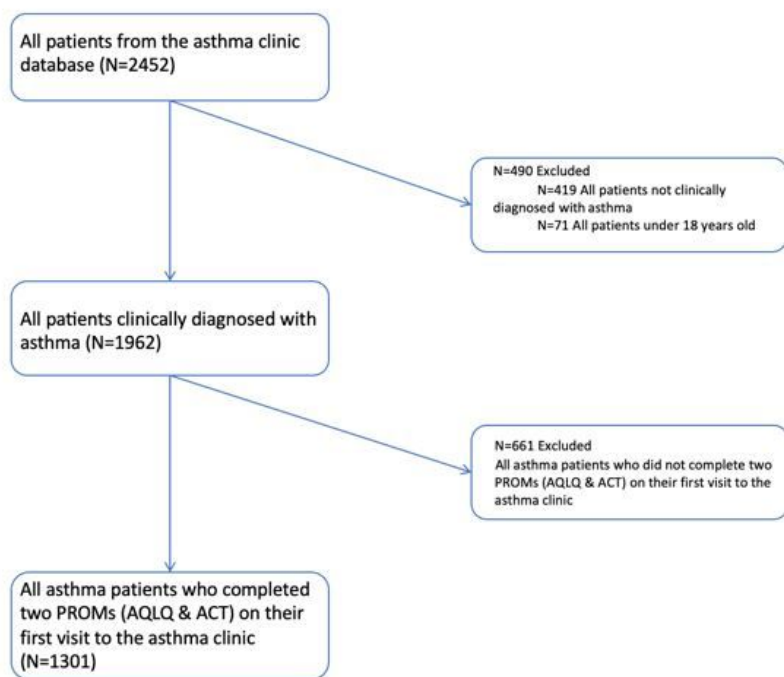 All patients from the asthma clinic
database (N=2452)
N=490 Excluded
N=419 All patients not clinically
diagnosed with asthma
N=71 All patients under 18 years old
All patients clinically diagnosed with
asthma (N=1962)
N=661 Excluded
All asthma patients who did not complete two
PROMs (AQLQ & ACT) on their first visit to the
asthma clinic
All asthma patients who completed
two PROMs (AQLQ & ACT) on their
first visit to the asthma clinic
(N=1301)